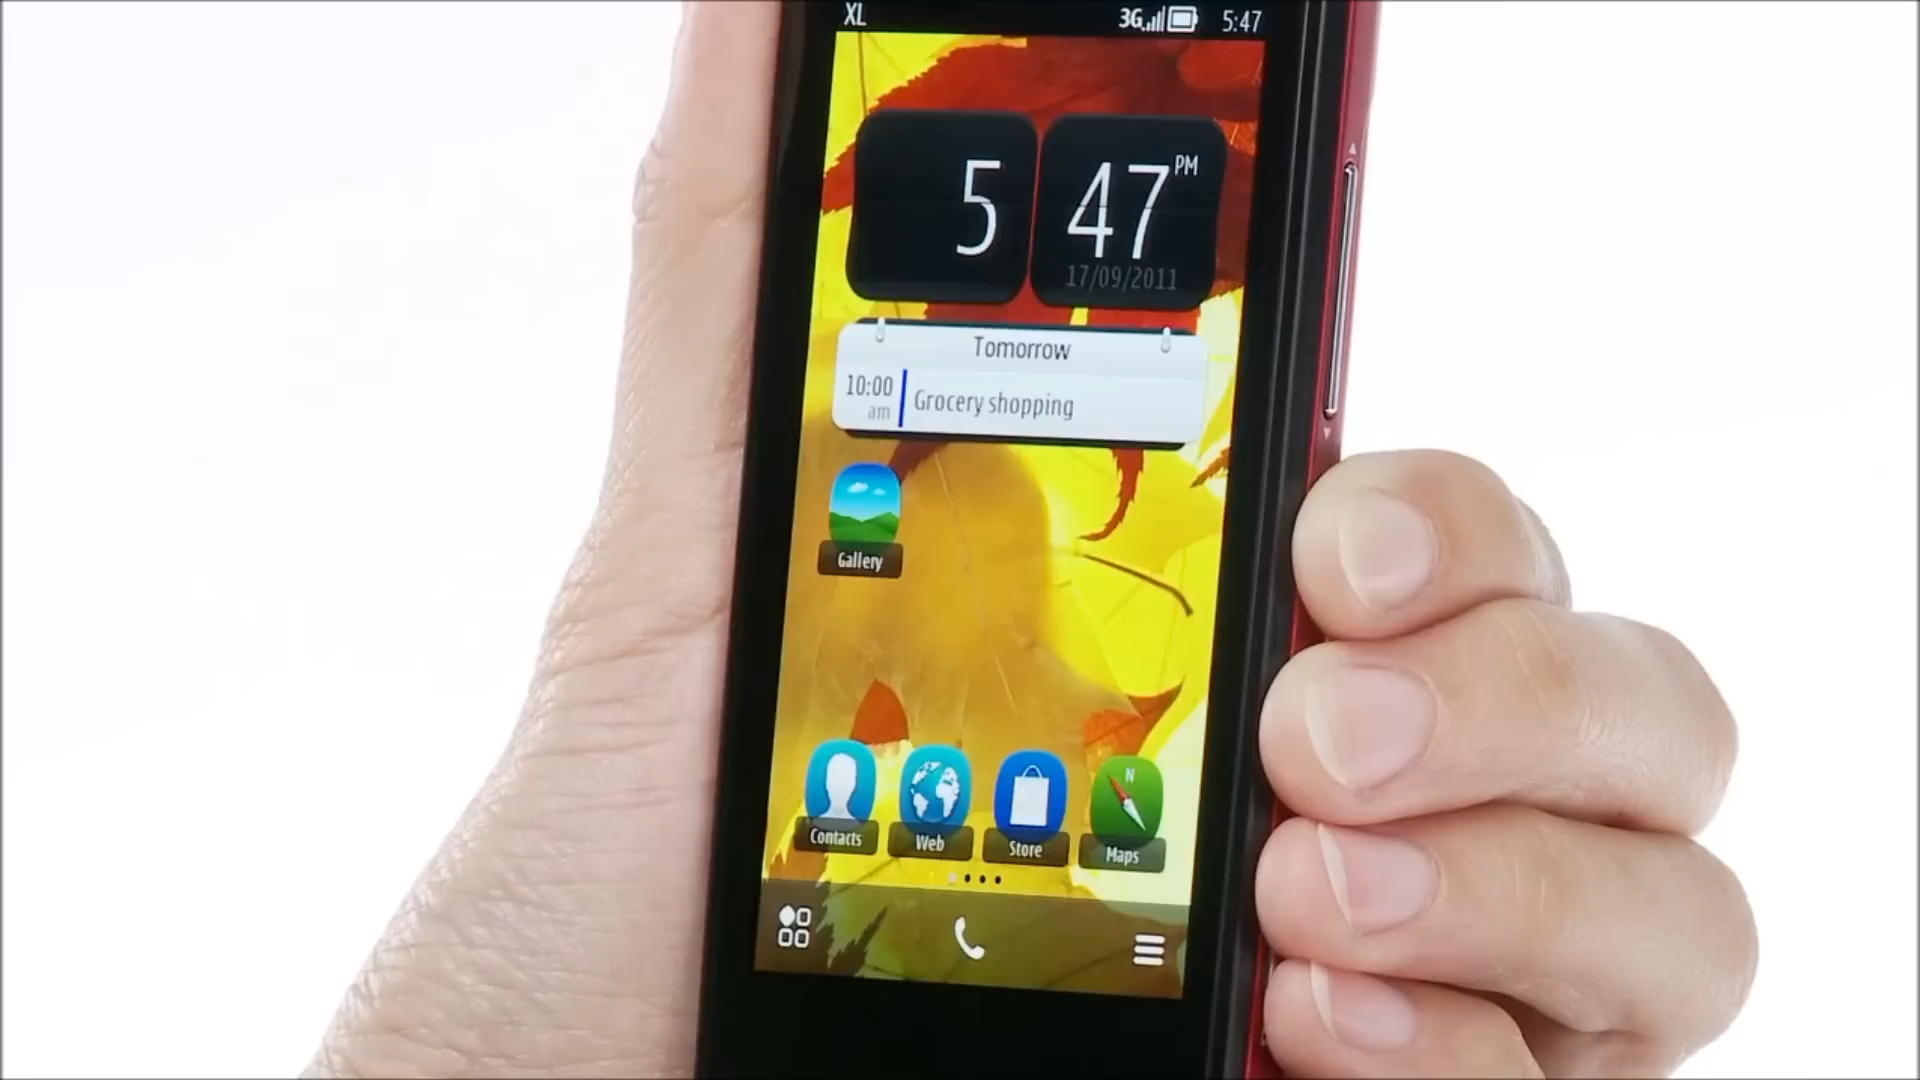 XL 3G 5:47
5 47 PM
17/09/2011
Tomorrow
10:00 am Grocery shopping
Gallery
N
Contacts Web Store Maps